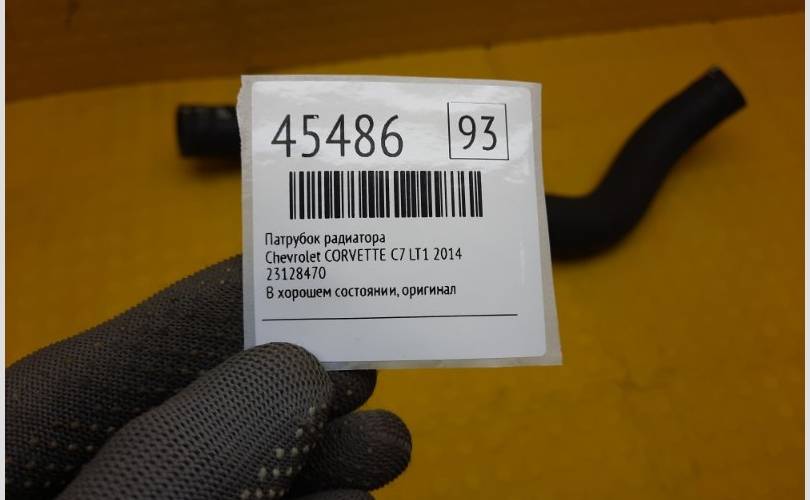 45486 93
Патрубок радиатора
Chevrolet CORVETTE C7 LT1 2014
23128470
В хорошем состоянии, оригинал